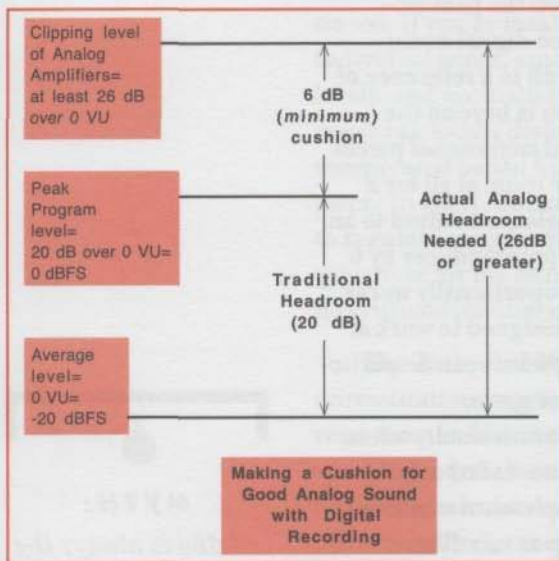 Clipping level
of Analog
Amplifiers=
at least 26 dB
over 0 VU
6 dB
(minimum)
cushion
Peak
Program
level=
20 dB over 0 VU=
0 dBFS
Actual Analog
Headroom
Needed (26dB
or greater)
Traditional
Headroom
(20 dB)
Average
level=
0 VU=
-20 dBFS
Making a Cushion for
Good Analog Sound
with Digital
Recording